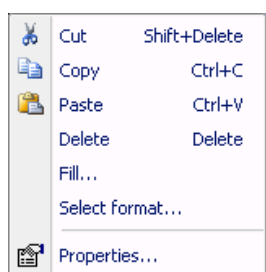 Cut Shift+Delete
Copy Ctrl+C
Paste Ctrl+V
Delete Delete
Fill...
Select format...
Properties...